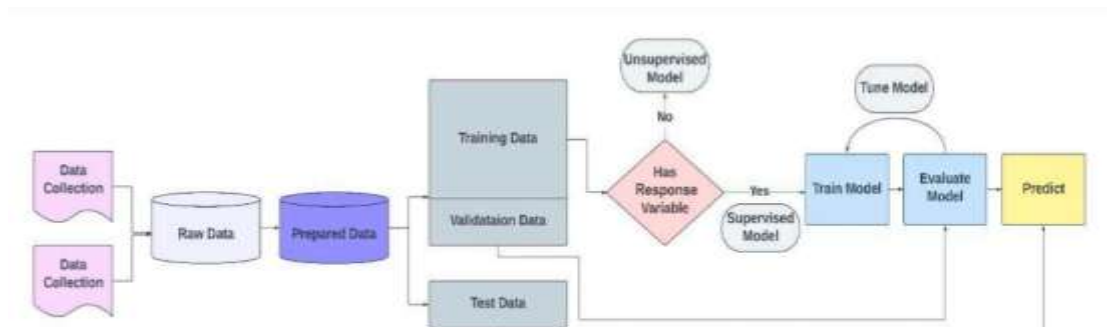 Unsupervised
Model
Tune Model
Training Data
No
Data
Collection
Has
Response
Variable
Yes
Train Model
Evaluate
Model
Predict
Raw Data
Prepared Data
Validataion Data
Supervised
Model
Data
Collection
Test Data